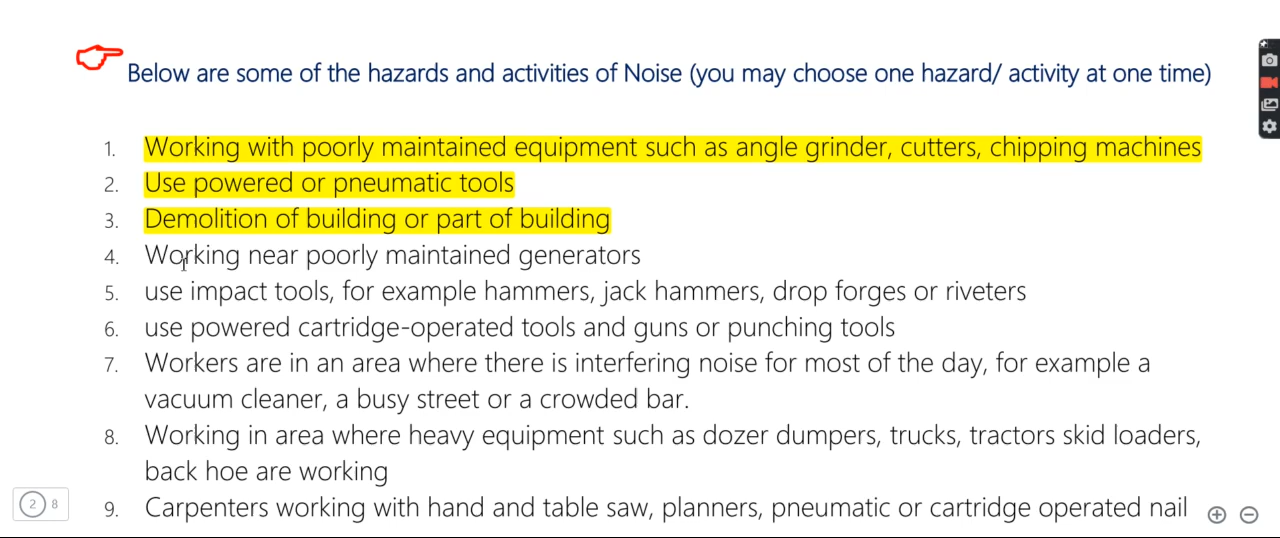 Below are some of the hazards and activities of Noise (you may choose one hazard/ activity at one time)
1. Working with poorly maintained equipment such as angle grinder, cutters, chipping machines
2. Use powered or pneumatic tools
3. Demolition of building or part of building
4. Working near poorly maintained generators
5. use impact tools, for example hammers, jack hammers, drop forges or riveters
6. use powered cartridge-operated tools and guns or punching tools
7. Workers are in an area where there is interfering noise for most of the day, for example a
vacuum cleaner, a busy street or a crowded bar.
8. Working in area where heavy equipment such as dozer dumpers, trucks, tractors skid loaders,
back hoe are working
2 8
9. Carpenters working with hand and table saw, planners, pneumatic or cartridge operated nail